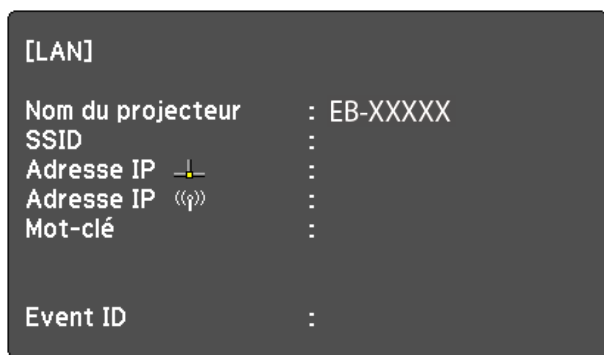 [LAN]
Nom du projecteur : EB-XXXXX
SSID :
Adresse IP :
Adresse IP :
Mot-clé :
Event ID :